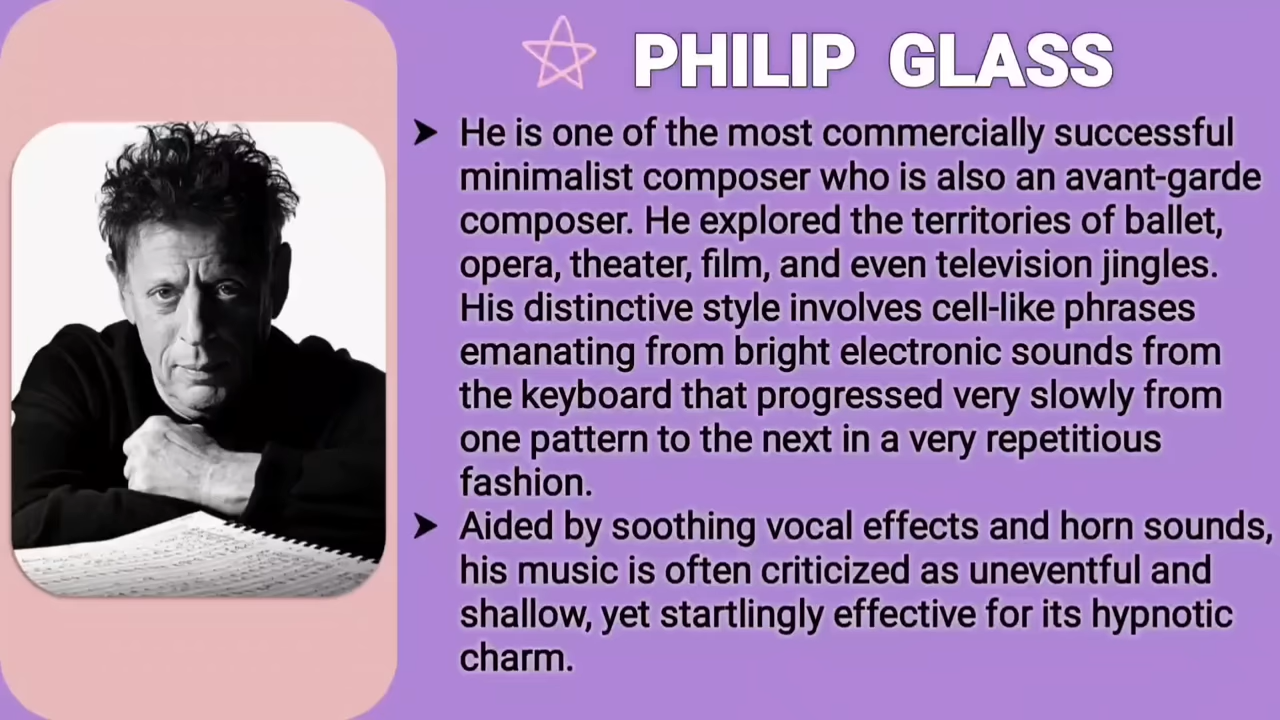 PHILIP GLASS
He is one of the most commercially successful
minimalist composer who is also an avant-garde
composer. He explored the territories of ballet,
opera, theater, film, and even television jingles.
His distinctive style involves cell-like phrases
emanating from bright electronic sounds from
the keyboard that progressed very slowly from
one pattern to the next in a very repetitious
fashion.
Aided by soothing vocal effects and horn sounds,
his music is often criticized as uneventful and
shallow, yet startlingly effective for its hypnotic
charm.